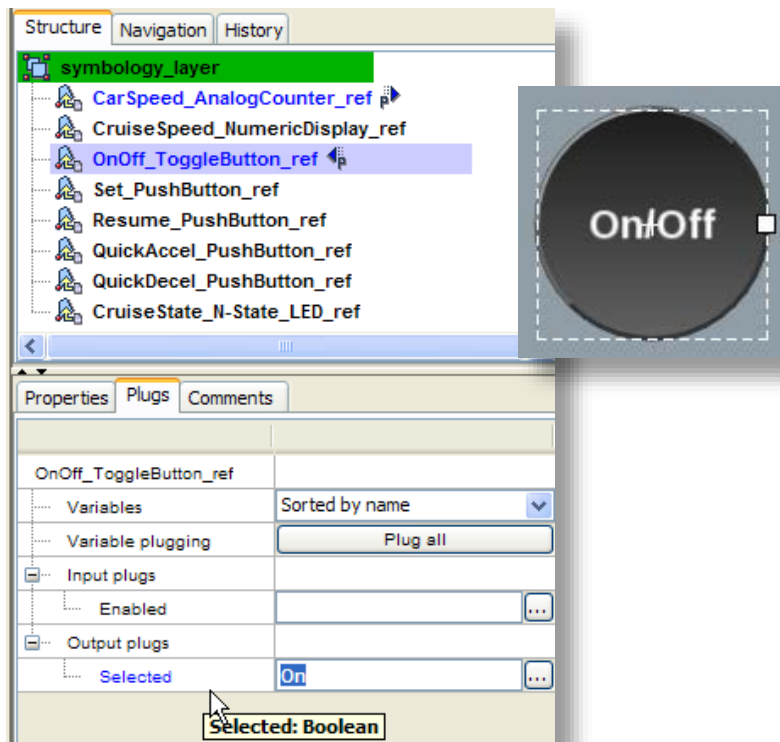 Structure Navigation History
symbology_layer
CarSpeed_AnalogCounter_ref p
CruiseSpeed_NumericDisplay_ref
OnOff_ToggleButton_ref p
Set_PushButton_ref
Resume_PushButton_ref
QuickAccel_PushButton_ref
QuickDecel_PushButton_ref
CruiseState_N-State_LED_ref
On/Off
Properties Plugs Comments
OnOff_ToggleButton_ref
Variables Sorted by name
Variable plugging Plug all
Input plugs
Enabled ...
Output plugs
Selected On ...
Selected: Boolean